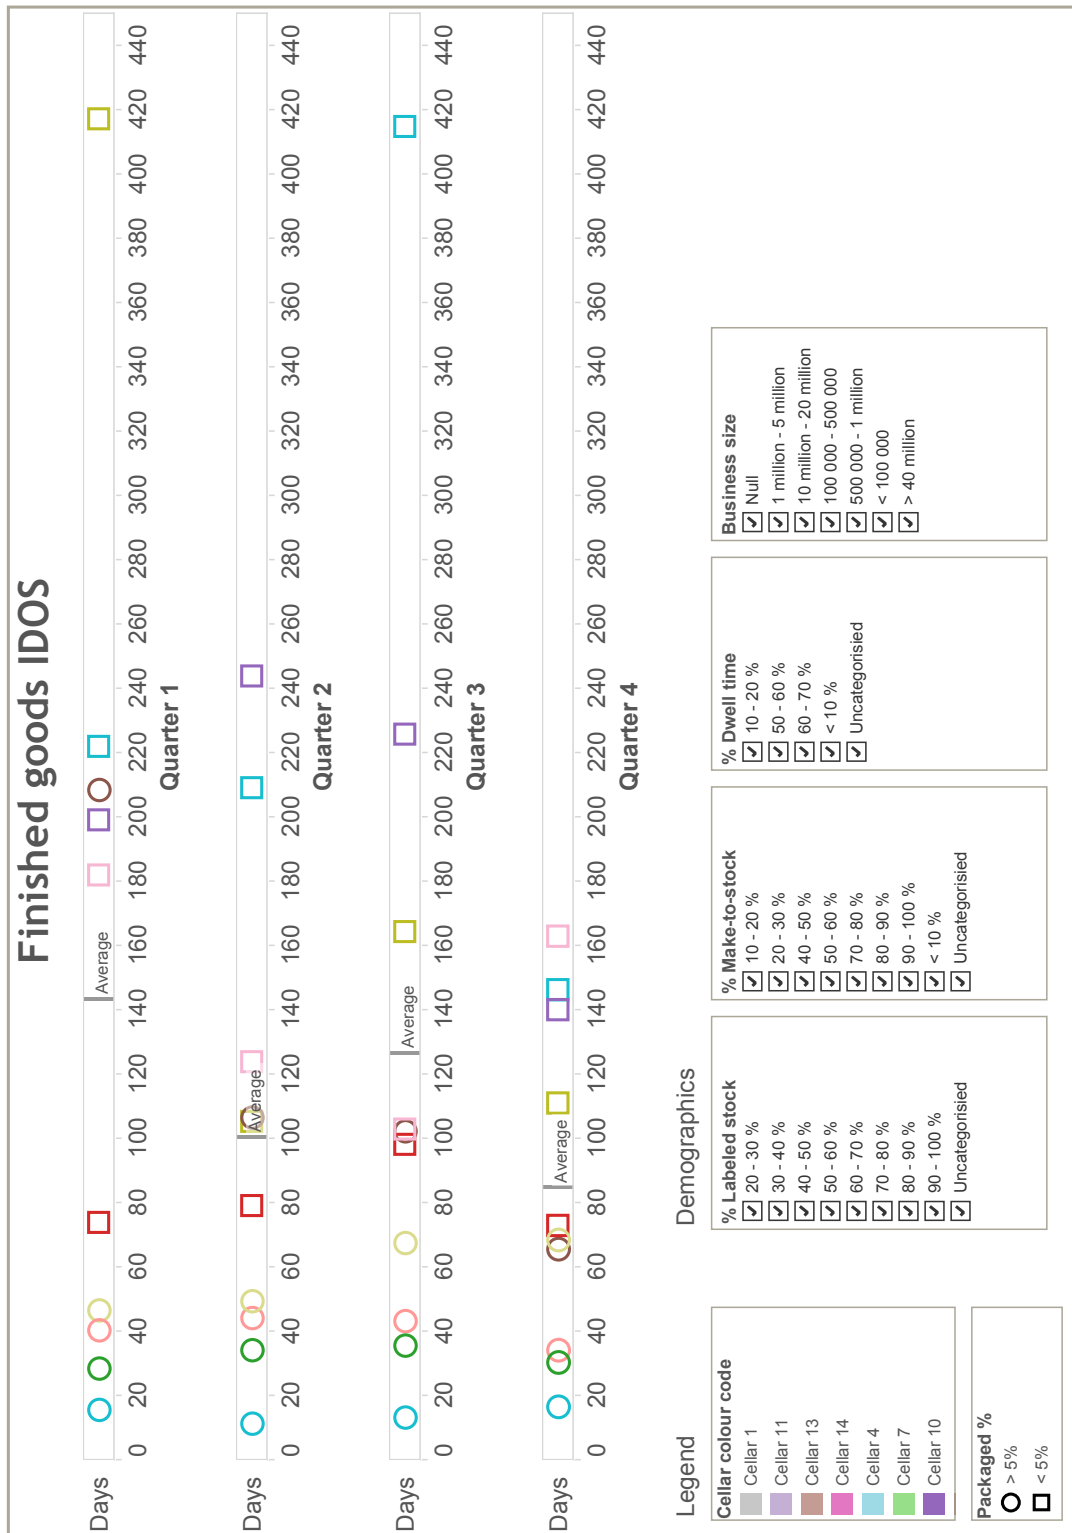 Finished goods IDOS
Days
Average
0 20 40 60 80 100 120 140 160 180 200 220 240 260 280 300 320 340 360 380 400 420 440
Quarter 1
Days
Average
0 20 40 60 80 100 120 140 160 180 200 220 240 260 280 300 320 340 360 380 400 420 440
Quarter 2
Days
Average
0 20 40 60 80 100 120 140 160 180 200 220 240 260 280 300 320 340 360 380 400 420 440
Quarter 3
Days
Average
0 20 40 60 80 100 120 140 160 180 200 220 240 260 280 300 320 340 360 380 400 420 440
Quarter 4
Legend
Cellar colour code
Cellar 1
Cellar 11
Cellar 13
Cellar 14
Cellar 4
Cellar 7
Cellar 10
Packaged %
> 5%
< 5%
Demographics
% Labeled stock
20 - 30 %
30 - 40 %
40 - 50 %
50 - 60 %
60 - 70 %
70 - 80 %
80 - 90 %
90 - 100 %
Uncategorisied
% Make-to-stock
10 - 20 %
20 - 30 %
40 - 50 %
50 - 60 %
70 - 80 %
80 - 90 %
90 - 100 %
< 10 %
Uncategorisied
% Dwell time
10 - 20 %
50 - 60 %
60 - 70 %
< 10 %
Uncategorisied
Business size
Null
1 million - 5 million
10 million - 20 million
100 000 - 500 000
500 000 - 1 million
< 100 000
> 40 million